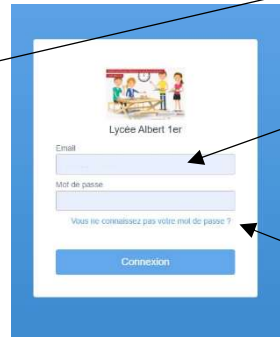 Lycée Albert 1er
Email
Mot de passe
Vous ne connaissez pas votre mot de passe ?
Connexion